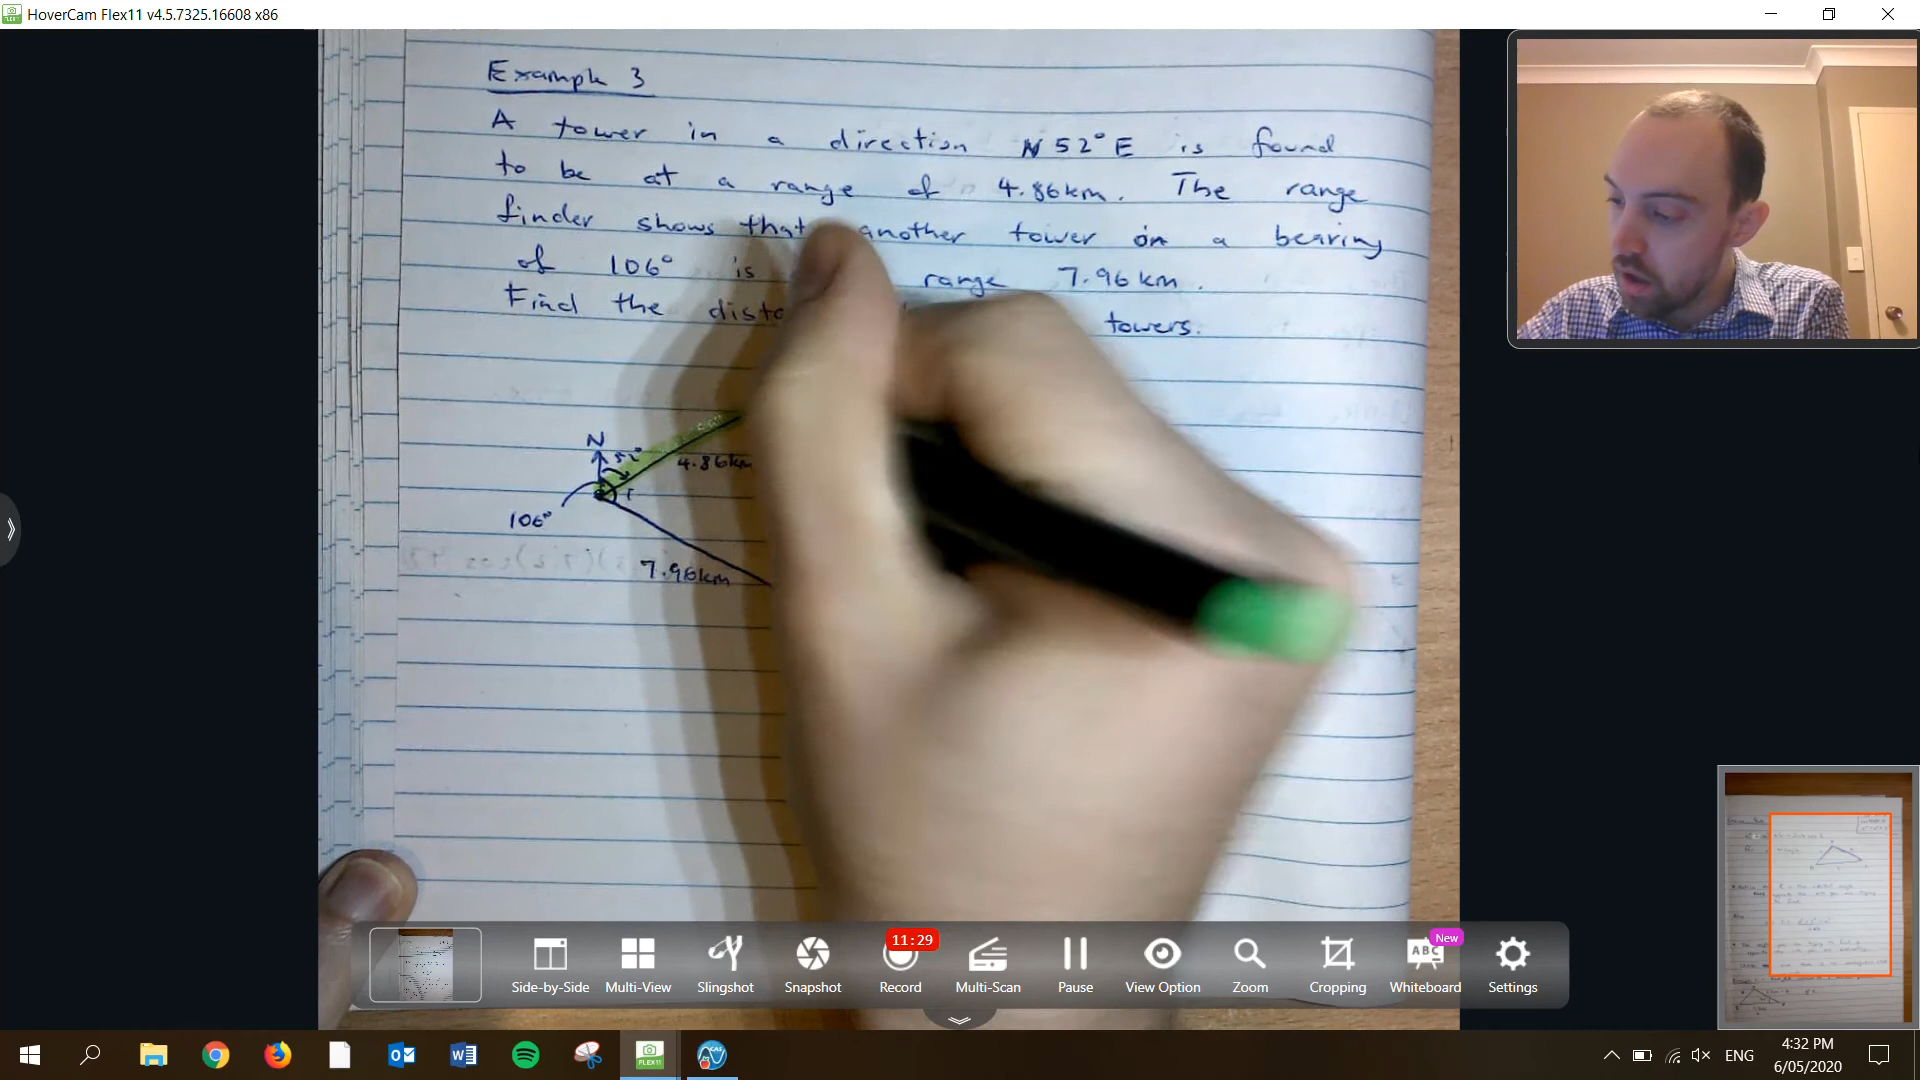 HoverCam Flex11 v4.5.7325.16608 x86
Example 3
A tower in a direction N52°E is found
to be at a range of 4.86km. The range
finder shows that another tower on a bearing
of 106° is range 7.96km.
Find the towers.
N
52°
4.86km
106°
7.96km
11:29
New
Side-by-Side Multi-View Slingshot Snapshot Record Multi-Scan Pause View Option Zoom Cropping Whiteboard Settings
ENG
4:32 PM
6/05/2020